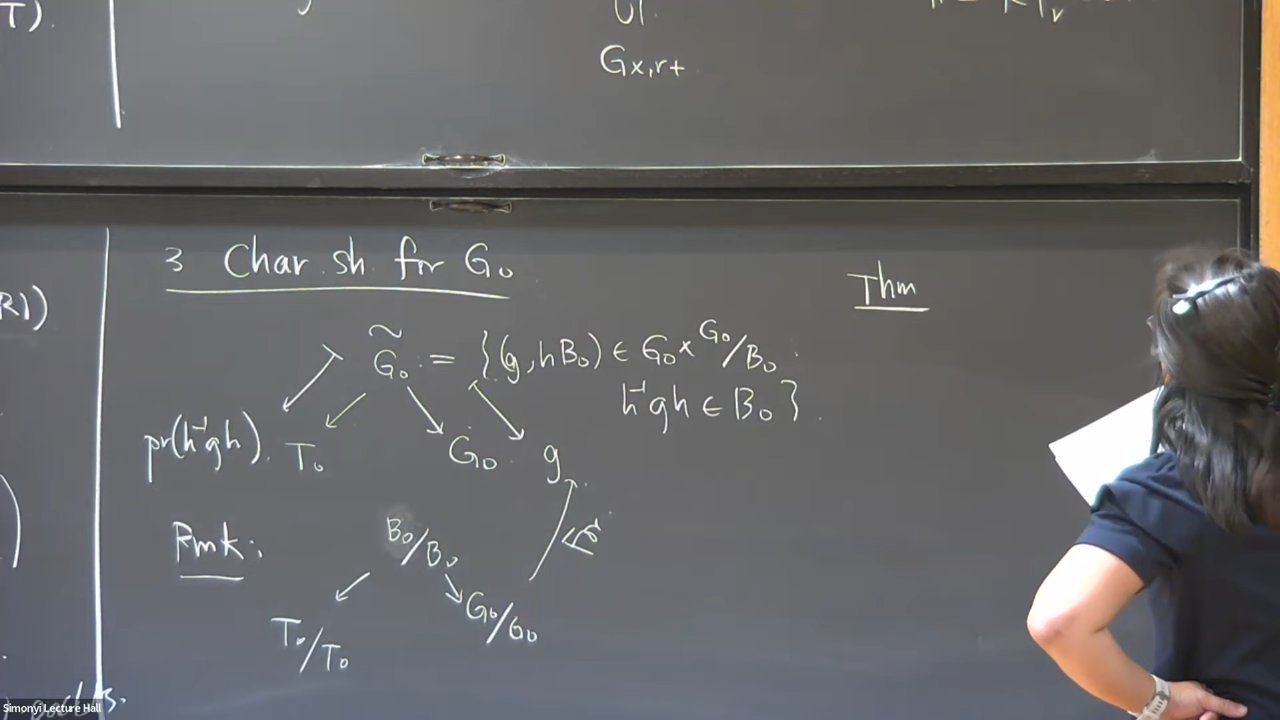 T).
Gx,r+
R1)
3 Char. sh. for G₀
G̃₀ = {(g, hB₀) ∈ G₀ × G₀/B₀ :
h⁻¹gh ∈ B₀}.
pr(h⁻¹gh). T₀ G₀ g
Rmk:
B₀/B₀
T₀/T₀ G₀/G₀
Thm
Simonyi Lecture Hall